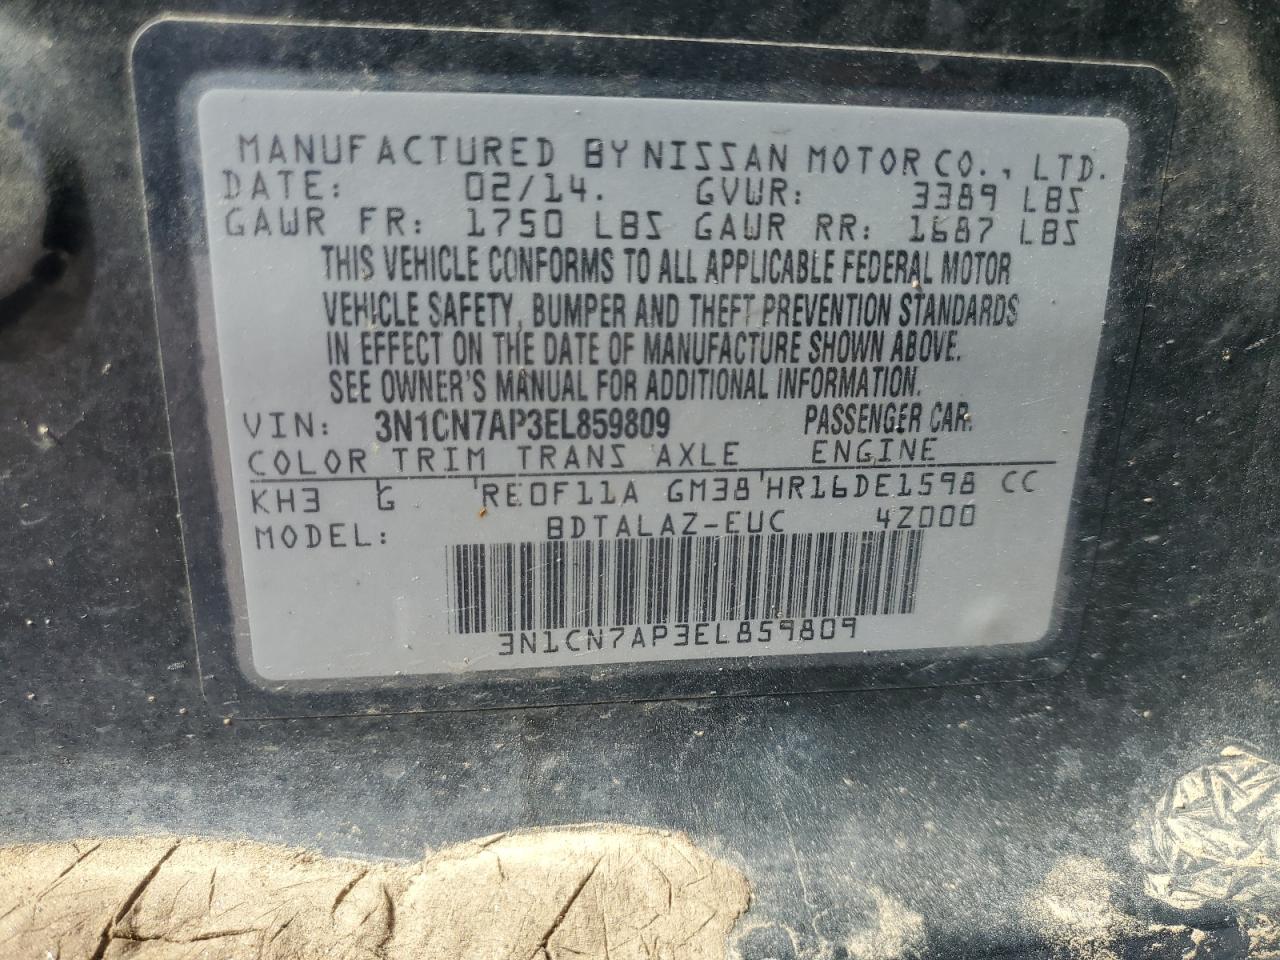 MANUFACTURED BY NISSAN MOTOR CO., LTD.
DATE: 02/14. GVWR: 3389 LBS
GAWR FR: 1750 LBS GAWR RR: 1687 LBS
THIS VEHICLE CONFORMS TO ALL APPLICABLE FEDERAL MOTOR
VEHICLE SAFETY, BUMPER AND THEFT PREVENTION STANDARDS
IN EFFECT ON THE DATE OF MANUFACTURE SHOWN ABOVE.
SEE OWNER'S MANUAL FOR ADDITIONAL INFORMATION.
VIN: 3N1CN7AP3EL859809 PASSENGER CAR.
COLOR TRIM TRANS AXLE ENGINE
KH3 G RE0F11A GM38 HR16DE1598 CC
MODEL: BDTALAZ-EUC 4Z000
3N1CN7AP3EL859809